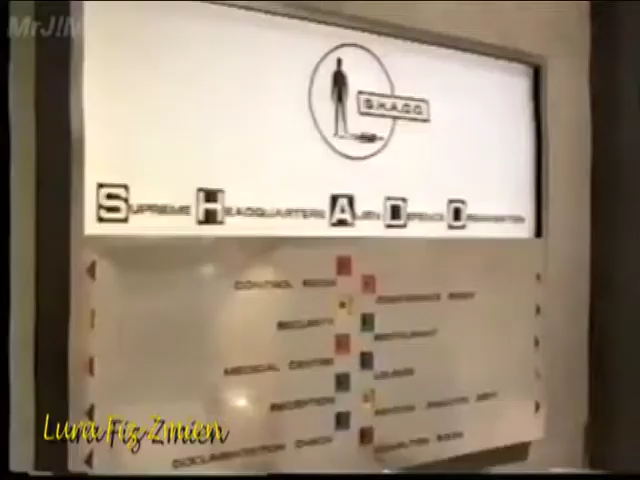 MrJ!M
S.H.A.D.O.
SUPREME HEADQUARTERS ALIEN DEFENCE ORGANISATION
CONTROL ROOM
CONFERENCE ROOM
SECURITY
RESTAURANT
MEDICAL CENTRE
LOUNGE
RECEPTION
DOCUMENTATION CHECK
Lura Fiz Zmien